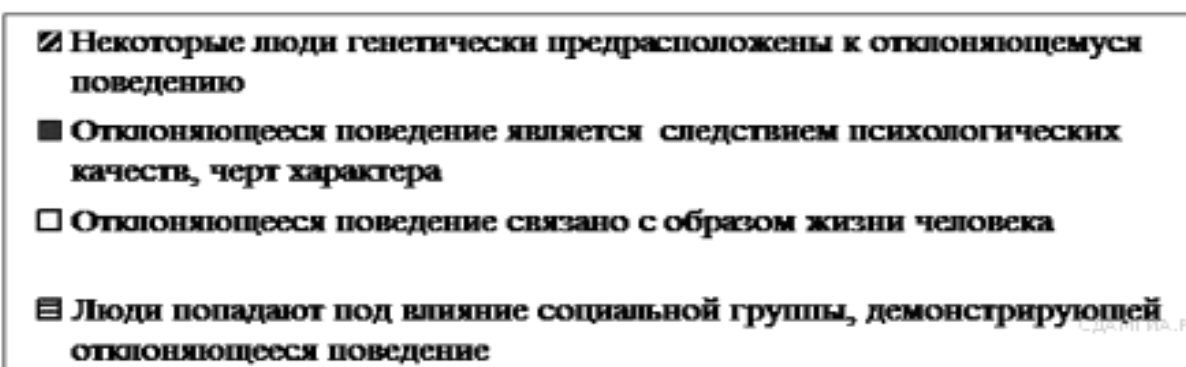 Некоторые люди генетически предрасположены к отклоняющемуся
поведению
Отклоняющееся поведение является следствием психологических
качеств, черт характера
Отклоняющееся поведение связано с образом жизни человека
Люди попадают под влияние социальной группы, демонстрирующей
отклоняющееся поведение